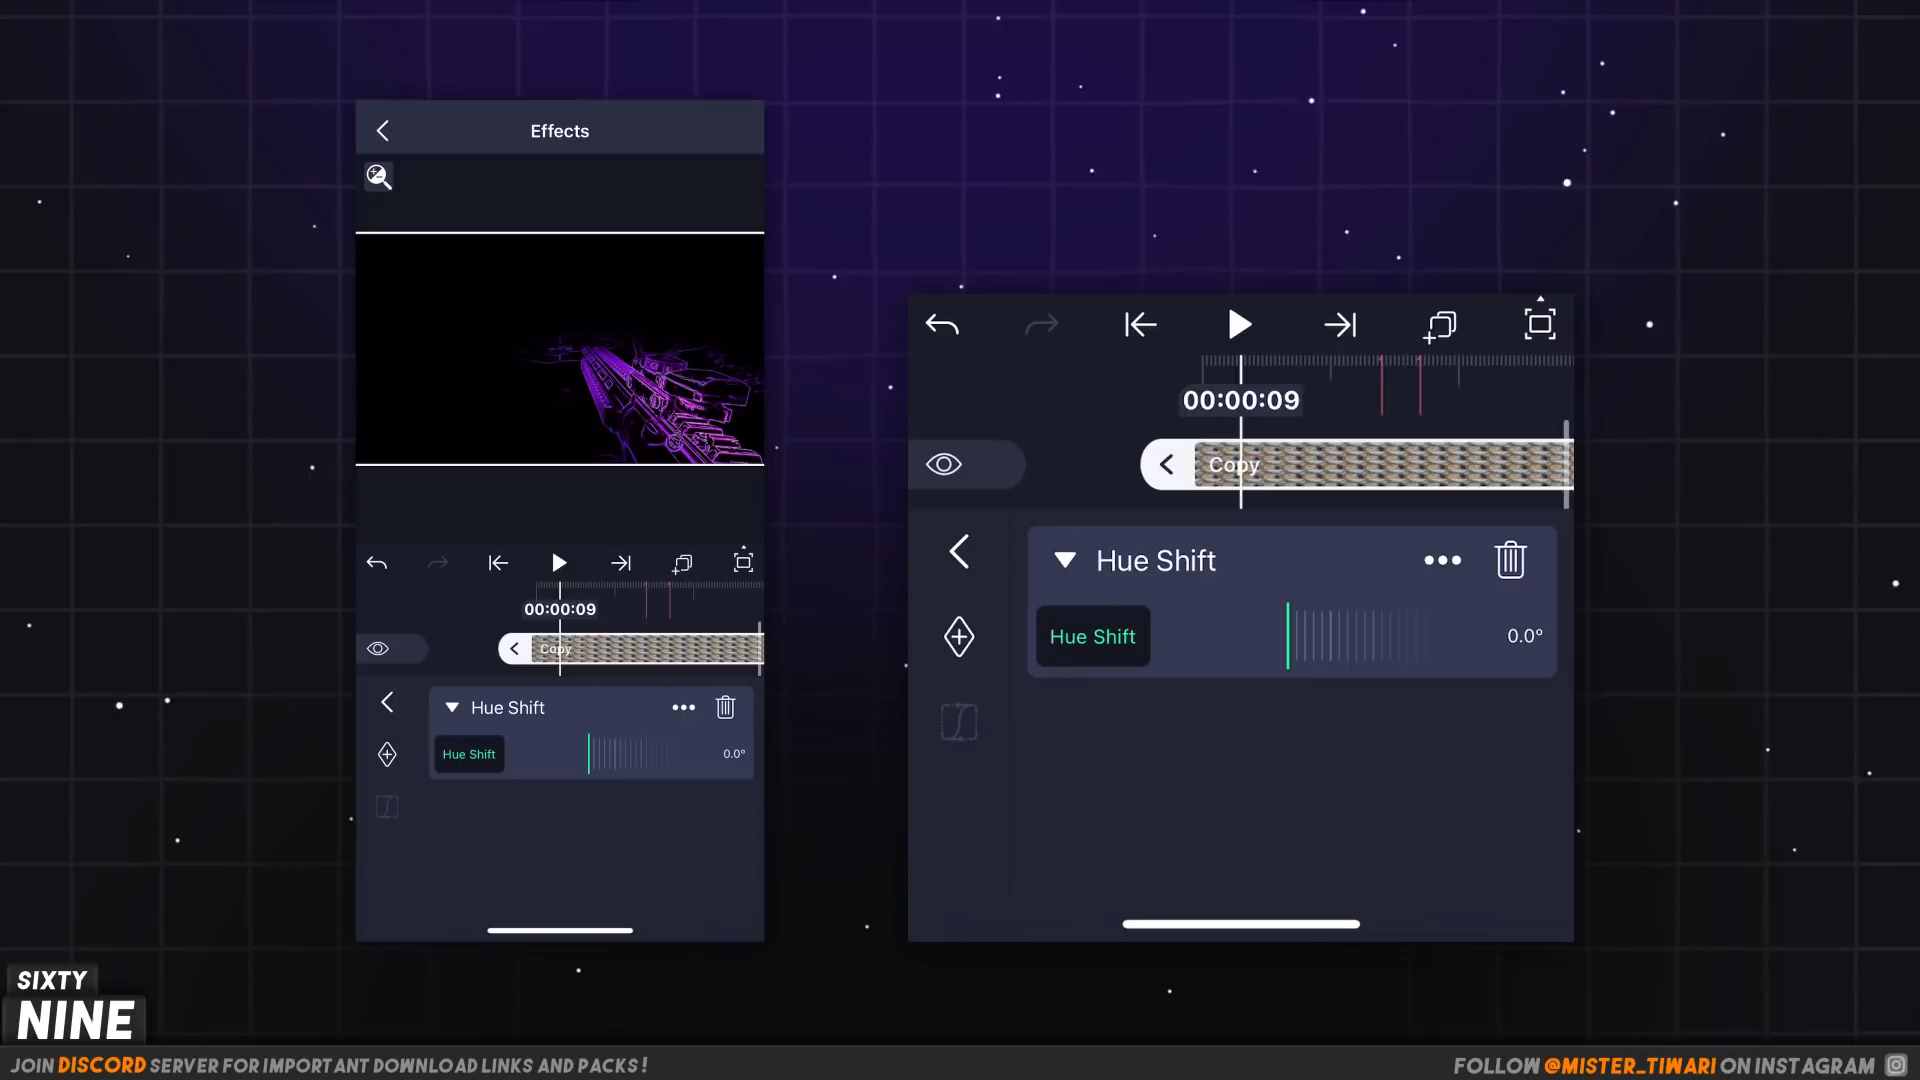 Effects
00:00:09
Copy
Hue Shift
Hue Shift
0.0°
00:00:09
Copy
Hue Shift
Hue Shift
0.0°
SIXTY
NINE
JOIN DISCORD SERVER FOR IMPORTANT DOWNLOAD LINKS AND PACKS!
FOLLOW @MISTER_TIWARI ON INSTAGRAM